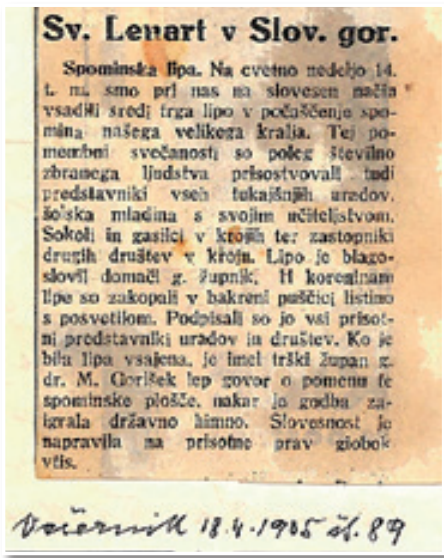 Sv. Lenart v Slov. gor.
Spominska lipa. Na cvetno nedeljo 14.
t. m. smo pri nas na slovesen način
vsadili sredi trga lipo v počaščenje spo-
mina našega velikega kralja. Tej po-
membni svečanosti so poleg številno
zbranega ljudstva prisostvovali tudi
predstavniki vseh tukajšnjih uradov,
šolska mladina s svojim učiteljstvom,
Sokoli in gasilci v krojih ter zastopniki
drugih društev v kroju. Lipo je blago-
slovil domači g. župnik. H koreninam
lipe so zakopali v bakreni pušcici listino
s posvetilom. Podpisali so jo vsi prisot-
ni predstavniki uradov in društev. Ko je
bila lipa vsajena, je imel trški župan g.
dr. M. Gorišek lep govor o pomenu te
spominske plošče, nakar je godba za-
igrala državno himno. Slovesnost je
napravila na prisotne prav globok
vtis.
Večernik 18.4.1935 št. 89